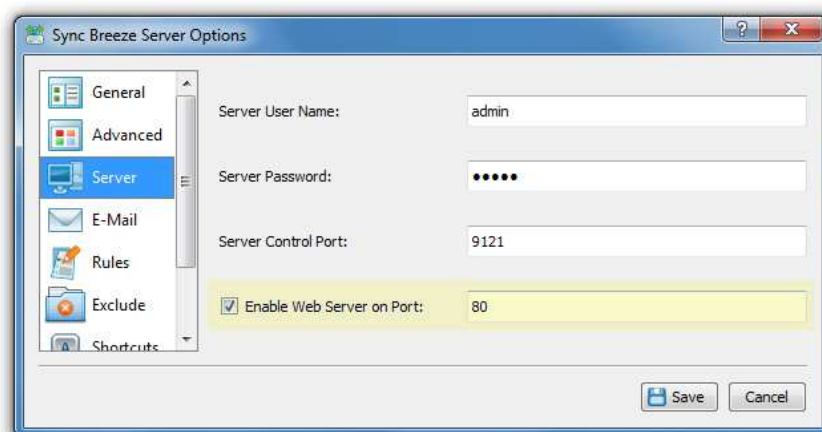 Sync Breeze Server Options
General
Advanced
Server
E-Mail
Rules
Exclude
Shortcuts
Server User Name: admin
Server Password: •••••
Server Control Port: 9121
Enable Web Server on Port: 80
Save Cancel